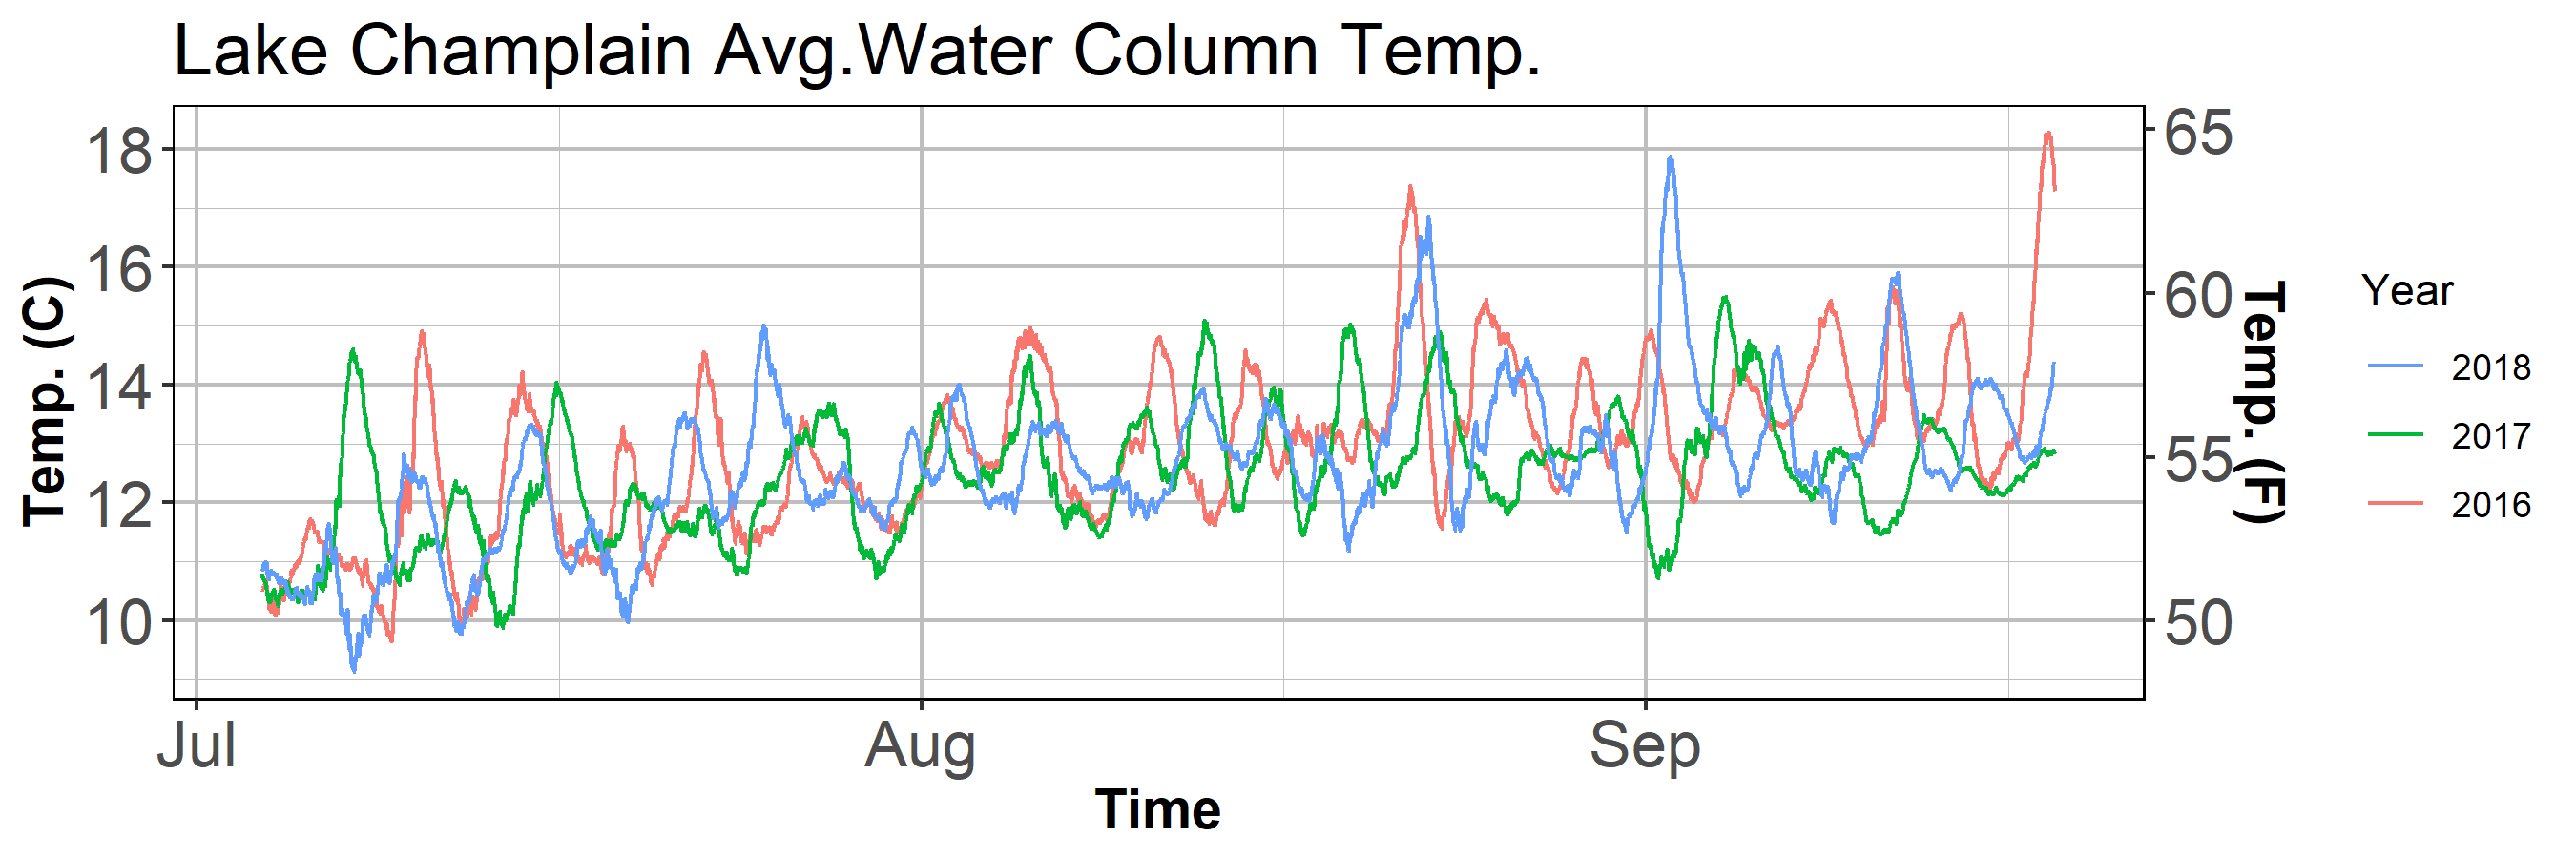 Lake Champlain Avg.Water Column Temp.
Temp. (C)
18
16
14
12
10
65
60
55
50
Temp. (F)
Jul
Aug
Sep
Time
Year
2018
2017
2016